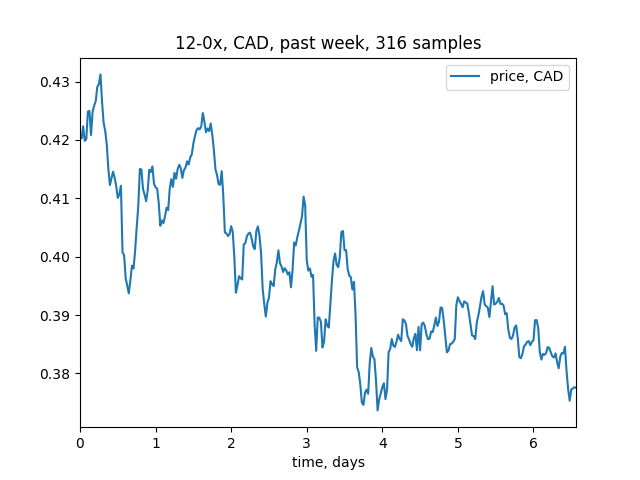 12-0x, CAD, past week, 316 samples
price, CAD
0.43
0.42
0.41
0.40
0.39
0.38
0 1 2 3 4 5 6
time, days